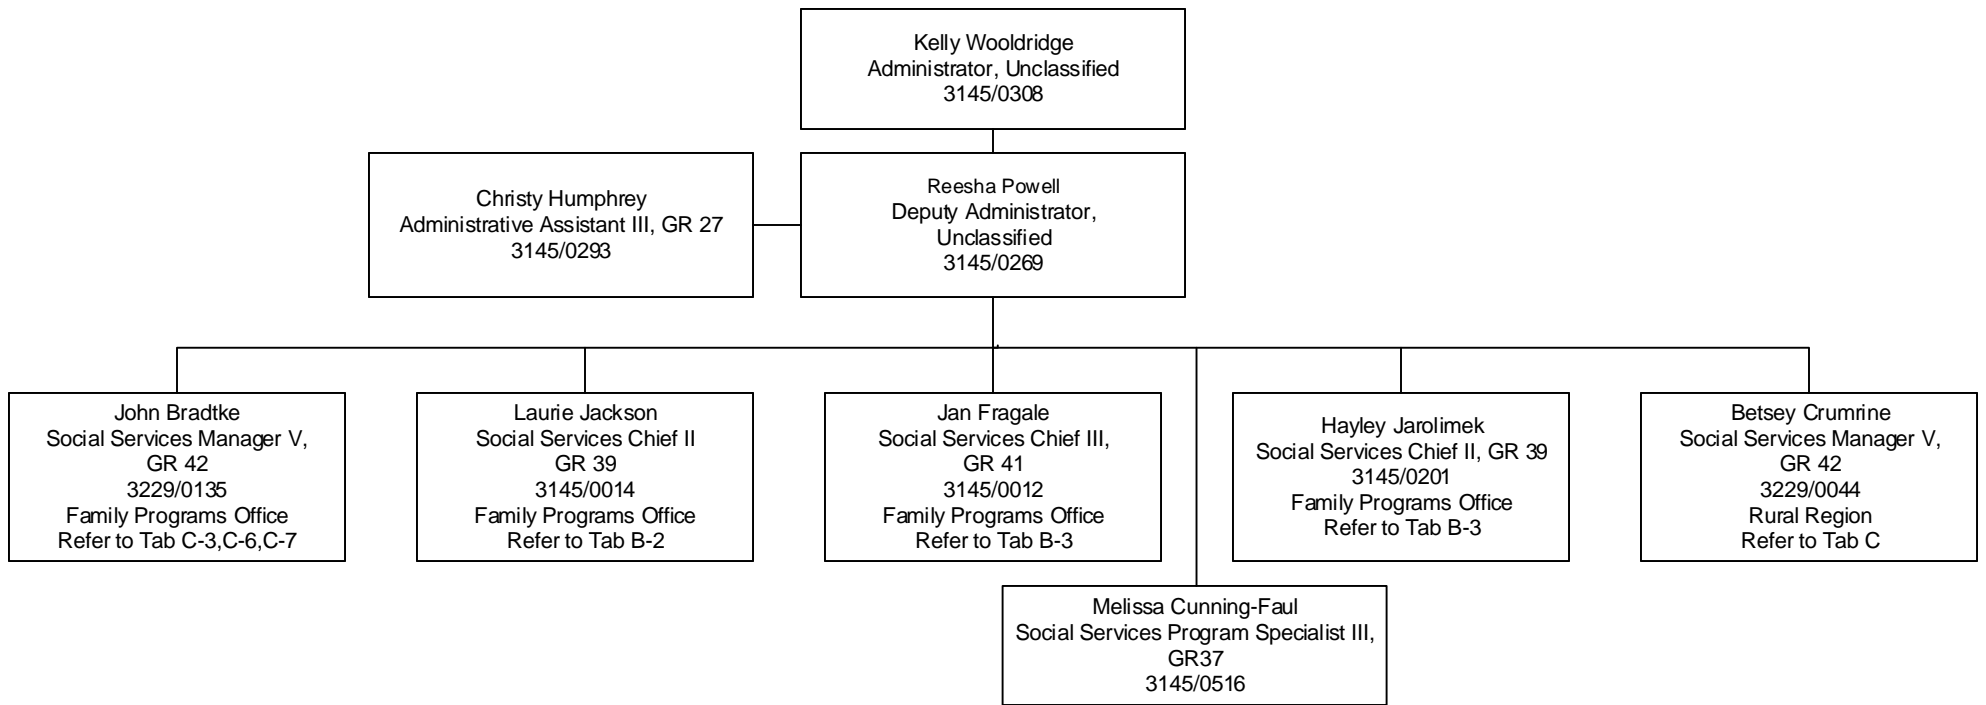 Kelly Wooldridge
Administrator, Unclassified
3145/0308
Christy Humphrey
Administrative Assistant III, GR 27
3145/0293
Reesha Powell
Deputy Administrator,
Unclassified
3145/0269
John Bradtke
Social Services Manager V,
GR 42
3229/0135
Family Programs Office
Refer to Tab C-3,C-6,C-7
Laurie Jackson
Social Services Chief II
GR 39
3145/0014
Family Programs Office
Refer to Tab B-2
Jan Fragale
Social Services Chief III,
GR 41
3145/0012
Family Programs Office
Refer to Tab B-3
Hayley Jarolimek
Social Services Chief II, GR 39
3145/0201
Family Programs Office
Refer to Tab B-3
Betsey Crumrine
Social Services Manager V,
GR 42
3229/0044
Rural Region
Refer to Tab C
Melissa Cunning-Faul
Social Services Program Specialist III,
GR37
3145/0516